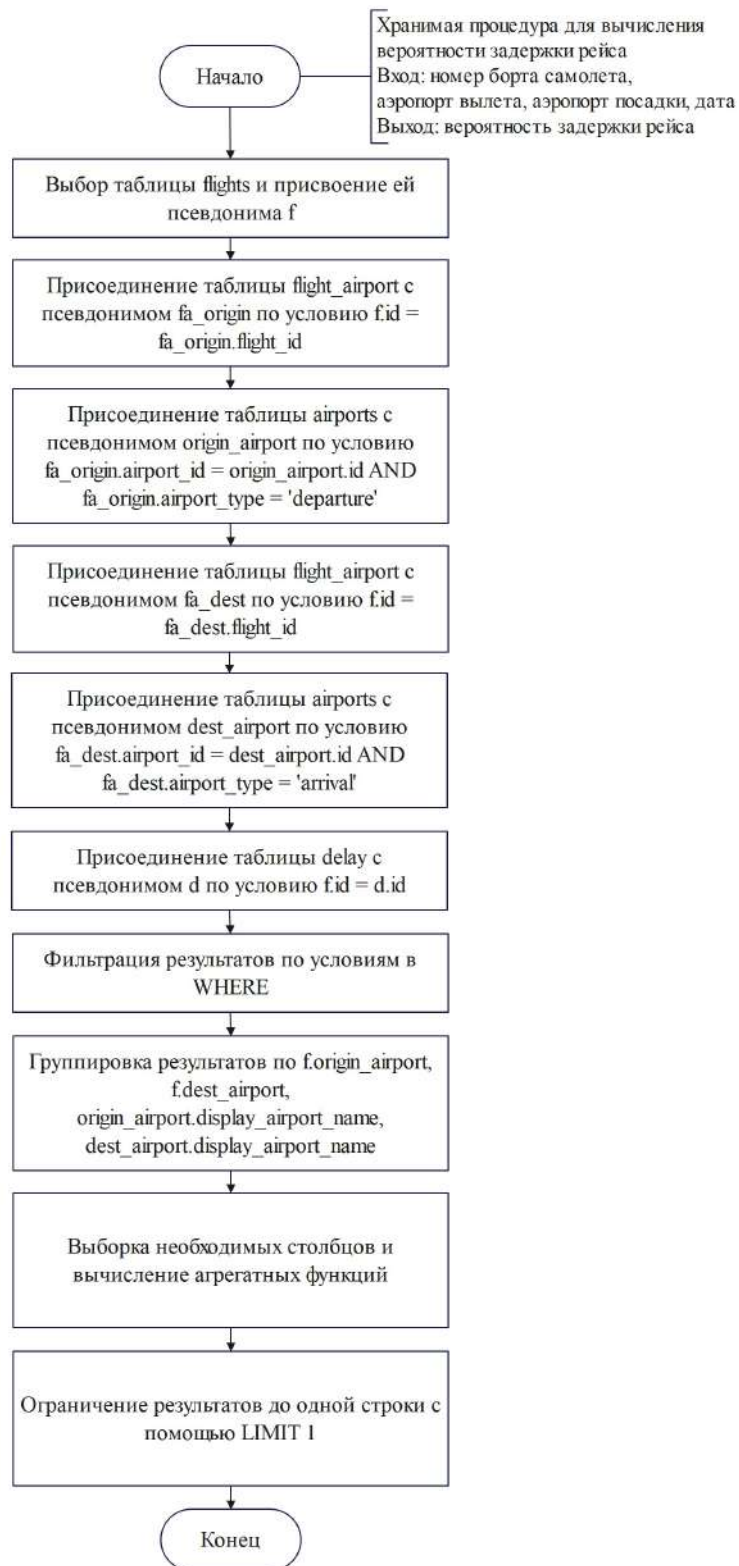 Начало
Хранимая процедура для вычисления
вероятности задержки рейса
Вход: номер борта самолета,
аэропорт вылета, аэропорт посадки, дата
Выход: вероятность задержки рейса
Выбор таблицы flights и присвоение ей
псевдонима f
Присоединение таблицы flight_airport с
псевдонимом fa_origin по условию f.id =
fa_origin.flight_id
Присоединение таблицы airports с
псевдонимом origin_airport по условию
fa_origin.airport_id = origin_airport.id AND
fa_origin.airport_type = 'departure'
Присоединение таблицы flight_airport с
псевдонимом fa_dest по условию f.id =
fa_dest.flight_id
Присоединение таблицы airports с
псевдонимом dest_airport по условию
fa_dest.airport_id = dest_airport.id AND
fa_dest.airport_type = 'arrival'
Присоединение таблицы delay с
псевдонимом d по условию f.id = d.id
Фильтрация результатов по условиям в
WHERE
Группировка результатов по f.origin_airport,
f.dest_airport,
origin_airport.display_airport_name,
dest_airport.display_airport_name
Выборка необходимых столбцов и
вычисление агрегатных функций
Ограничение результатов до одной строки с
помощью LIMIT 1
Конец